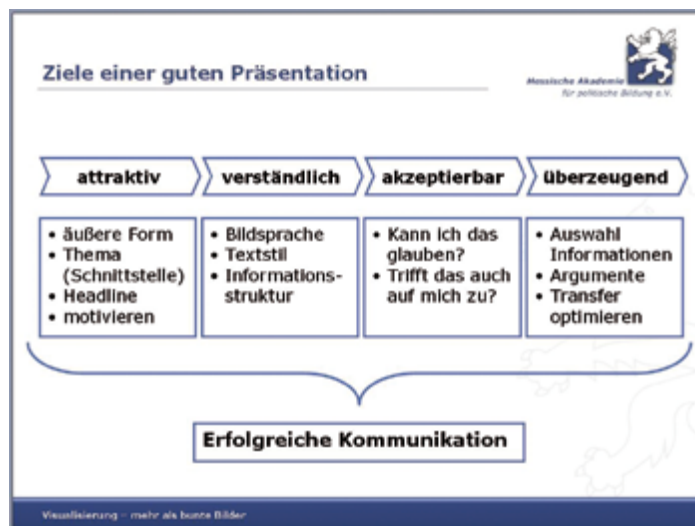 Ziele einer guten Präsentation
Hessische Akademie
für politische Bildung e.V.
attraktiv
verständlich
akzeptierbar
überzeugend
• äußere Form
• Thema
(Schnittstelle)
• Headline
• motivieren
• Bildsprache
• Textstil
• Informations-
struktur
• Kann ich das
glauben?
• Trifft das auch
auf mich zu?
• Auswahl
Informationen
• Argumente
• Transfer
optimieren
Erfolgreiche Kommunikation
Visualisierung – mehr als bunte Bilder